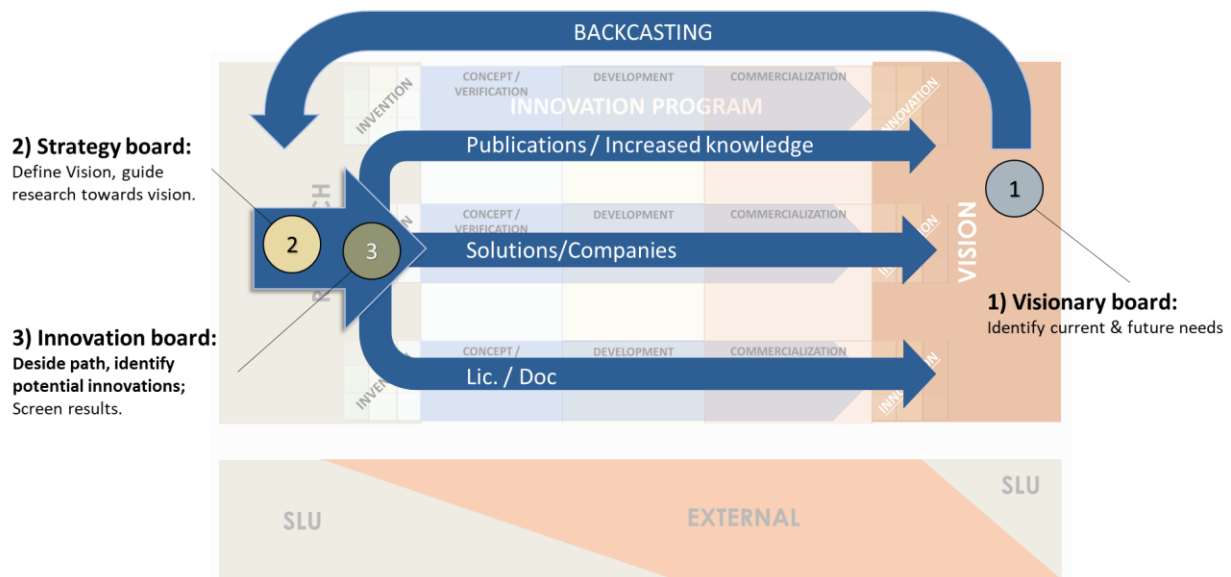 BACKCASTING
INVENTION
CONCEPT /
VERIFICATION
DEVELOPMENT
COMMERCIALIZATION
INNOVATION PROGRAM
INNOVATION
Publications / Increased knowledge
2) Strategy board:
Define Vision, guide
research towards vision.
1
2
3
CONCEPT /
VERIFICATION
DEVELOPMENT
COMMERCIALIZATION
Solutions/Companies
VISION
1) Visionary board:
Identify current & future needs
3) Innovation board:
Deside path, identify
potential innovations;
Screen results.
CONCEPT /
DEVELOPMENT
COMMERCIALIZATION
Lic. / Doc
SLU
EXTERNAL
SLU